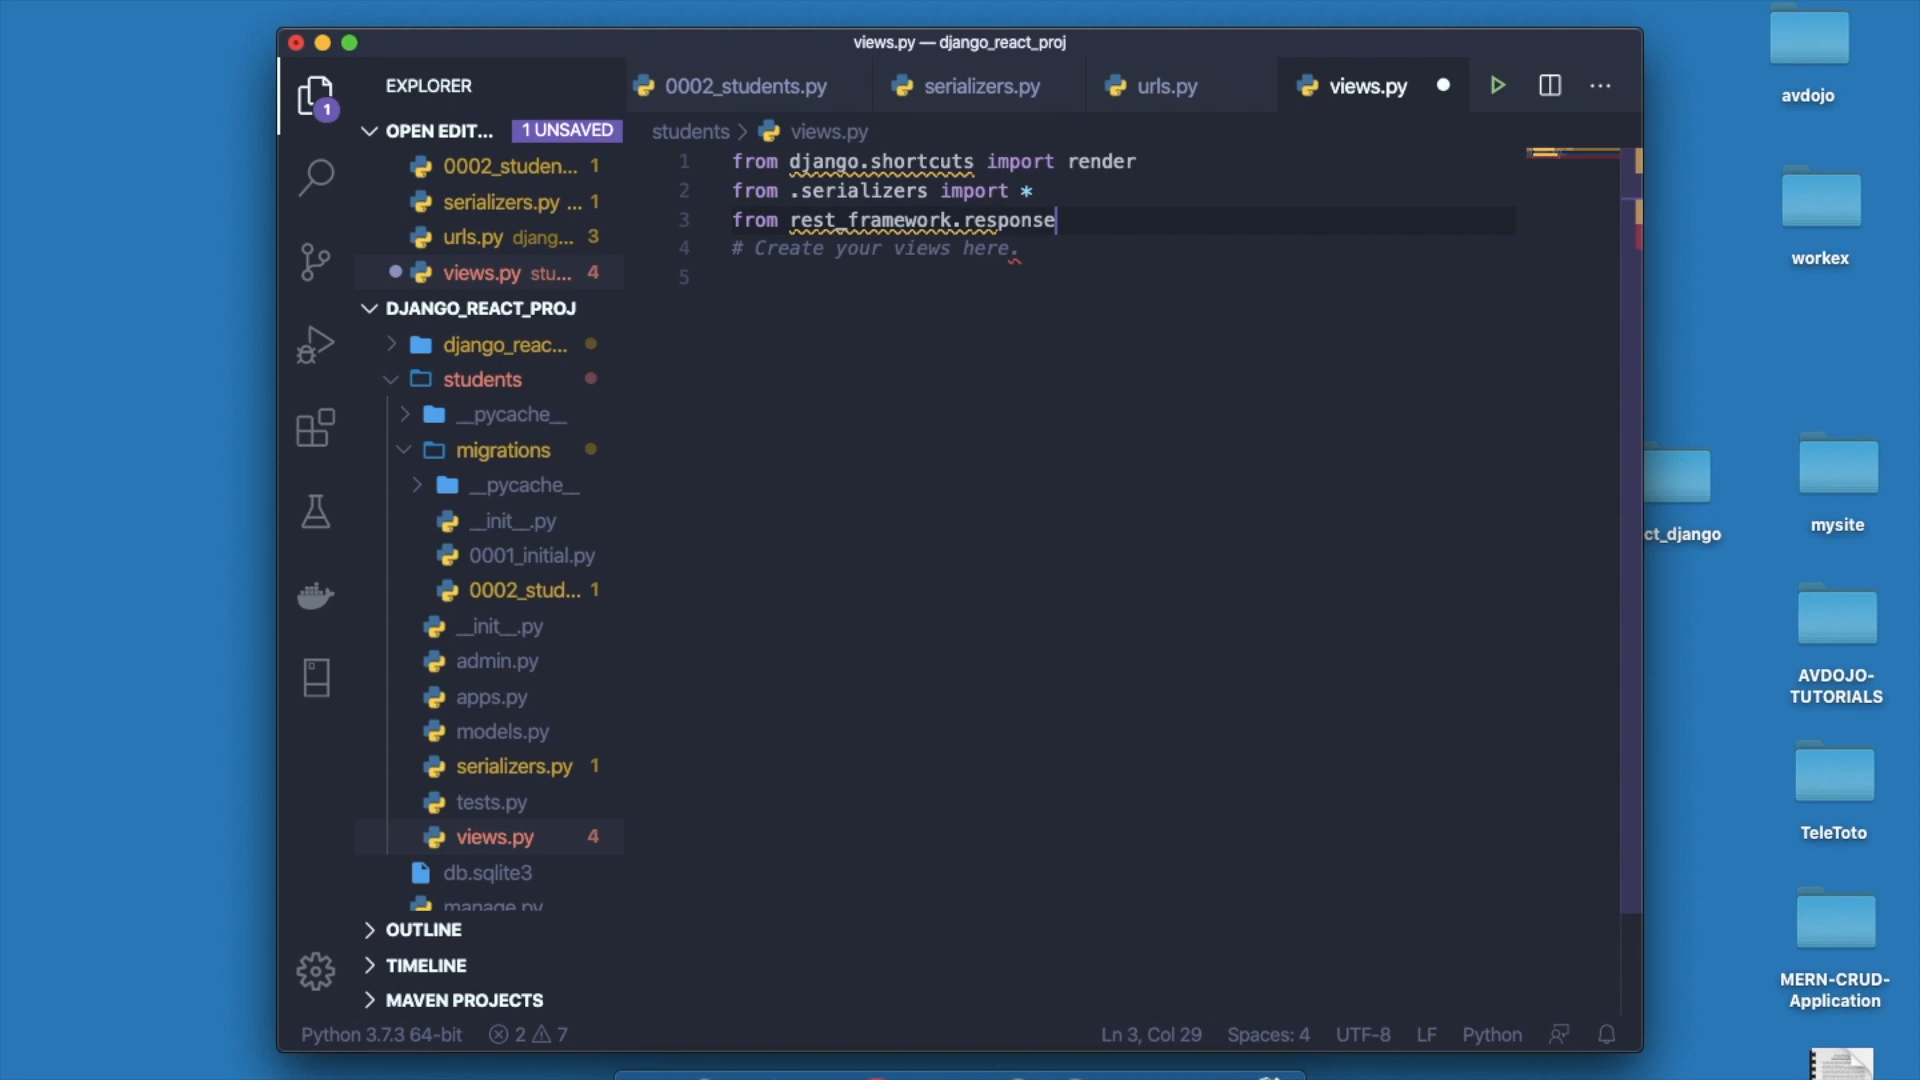 views.py — django_react_proj
EXPLORER
0002_students.py
serializers.py
urls.py
views.py
1
OPEN EDIT...
1 UNSAVED
students > views.py
0002_studen... 1
serializers.py ... 1
urls.py djang... 3
views.py stu... 4
1 from django.shortcuts import render
2 from .serializers import *
3 from rest_framework.response
4 # Create your views here.
5
DJANGO_REACT_PROJ
django_reac...
students
__pycache__
migrations
__pycache__
__init__.py
0001_initial.py
0002_stud... 1
__init__.py
admin.py
apps.py
models.py
serializers.py 1
tests.py
views.py 4
db.sqlite3
manage.py
OUTLINE
TIMELINE
MAVEN PROJECTS
Python 3.7.3 64-bit
2
7
Ln 3, Col 29
Spaces: 4
UTF-8
LF
Python
avdojo
workex
ct_django
mysite
AVDOJO-
TUTORIALS
TeleToto
MERN-CRUD-
Application